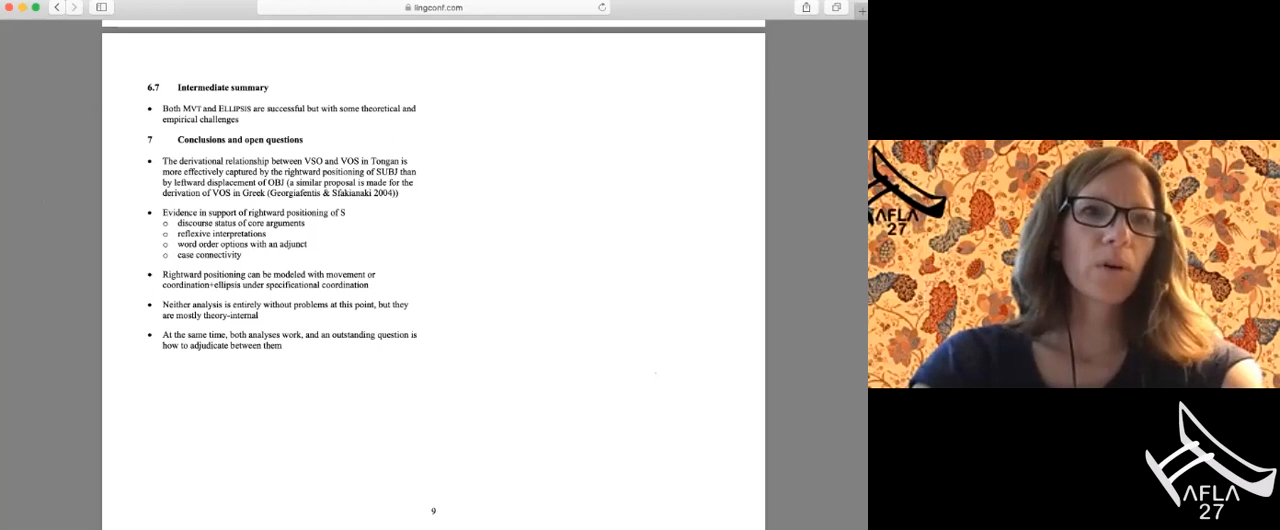 lingconf.com
6.7 Intermediate summary
• Both MVT and ELLIPSIS are successful but with some theoretical and
empirical challenges
7 Conclusions and open questions
• The derivational relationship between VSO and VOS in Tongan is
more effectively captured by the rightward positioning of SUBJ than
by leftward displacement of OBJ (a similar proposal is made for the
derivation of VOS in Greek (Georgiafentis & Sfakianaki 2004))
• Evidence in support of rightward positioning of S
o discourse status of core arguments
o reflexive interpretations
o word order options with an adjunct
o case connectivity
• Rightward positioning can be modeled with movement or
coordination+ellipsis under specificational coordination
• Neither analysis is entirely without problems at this point, but they
are mostly theory-internal
• At the same time, both analyses work, and an outstanding question is
how to adjudicate between them
9
AFLA
27
AFLA
27